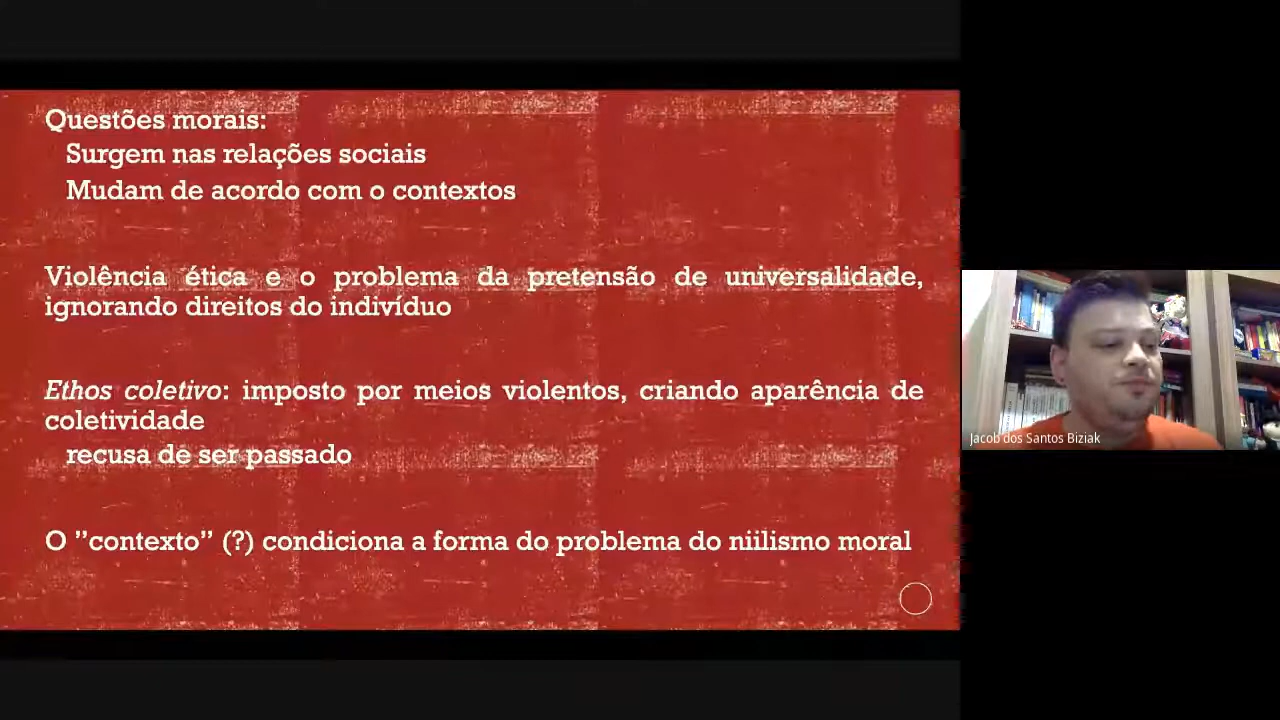 Questões morais:
Surgem nas relações sociais
Mudam de acordo com o contextos
Violência ética e o problema da pretensão de universalidade,
ignorando direitos do indivíduo
Ethos coletivo: imposto por meios violentos, criando aparência de
coletividade
recusa de ser passado
O ”contexto” (?) condiciona a forma do problema do niilismo moral
Jacob dos Santos Biziak